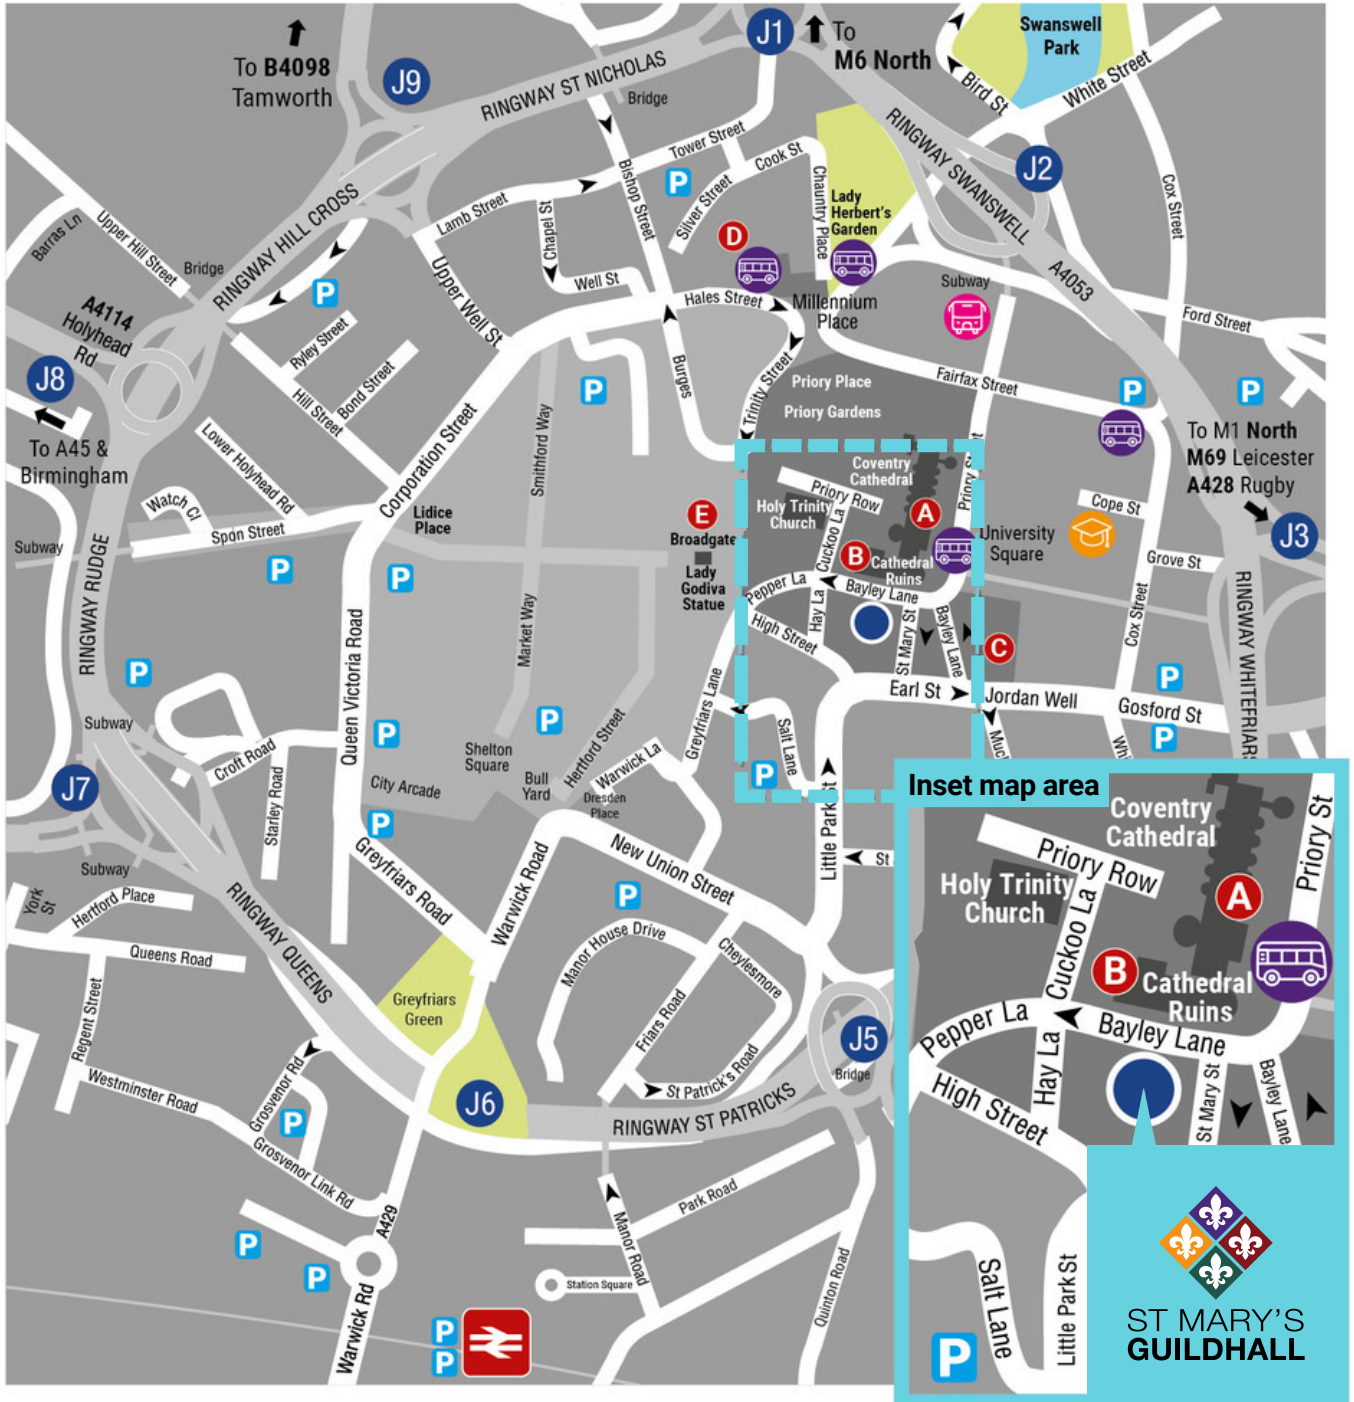 To B4098
Tamworth
J9
RINGWAY ST NICHOLAS
Bridge
J1
To
M6 North
Swanswell
Park
Bird St
White Street
RINGWAY SWANSWELL
J2
Cox Street
A4053
Ford Street
Barras Ln
Upper Hill Street
Bridge
RINGWAY HILL CROSS
Lamb Street
Tower Street
Bishop Street
Cook St
Silver Street
Chauntry Place
Lady
Herbert's
Garden
P
D
Chapel St
Well St
Upper Well St
Hales Street
Millennium
Place
Subway
P
A4114
Holyhead
Rd
J8
To A45 &
Birmingham
Ryley Street
Bond Street
Hill Street
Lower Holyhead Rd
Corporation Street
Smithford Way
P
Burges
Trinity Street
Priory Place
Priory Gardens
Fairfax Street
P
P
To M1 North
M69 Leicester
A428 Rugby
J3
Watch Cl
Spon Street
Subway
RINGWAY RUDGE
Lidice
Place
P
P
E
Broadgate
Lady
Godiva
Statue
Coventry
Cathedral
Priory Row
Holy Trinity
Church
Cuckoo La
A
B
Cathedral
Ruins
Priory St
University
Square
Cope St
Grove St
Cox Street
RINGWAY WHITEFRIARS
Pepper La
Bayley Lane
Hay La
High Street
St Mary St
Bayley Lane
C
Earl St
Jordan Well
Gosford St
P
P
Much
Whi
P
Subway
J7
Croft Road
Starley Road
Queen Victoria Road
P
City Arcade
P
Market Way
Shelton
Square
P
Bull
Yard
Hertford Street
Warwick La
Dresden
Place
Greyfriars Lane
Salt Lane
P
Little Park St
St
Subway
York
St
Hertford Place
Queens Road
Regent Street
Westminster Road
RINGWAY QUEENS
Greyfriars Road
Warwick Road
New Union Street
P
Manor House Drive
Cheylesmore
Friars Road
St Patrick's Road
Greyfriars
Green
J6
RINGWAY ST PATRICKS
J5
Bridge
Grosvenor Rd
P
Grosvenor Link Rd
A429
P
P
Warwick Rd
P
P
Station Square
Manor Road
Park Road
Quinton Road
Inset map area
Coventry
Cathedral
Priory St
Priory Row
Holy Trinity
Church
Cuckoo La
A
B
Cathedral
Ruins
Pepper La
Bayley Lane
Hay La
High Street
St Mary St
Bayley Lane
Salt Lane
Little Park St
P
ST MARY'S
GUILDHALL